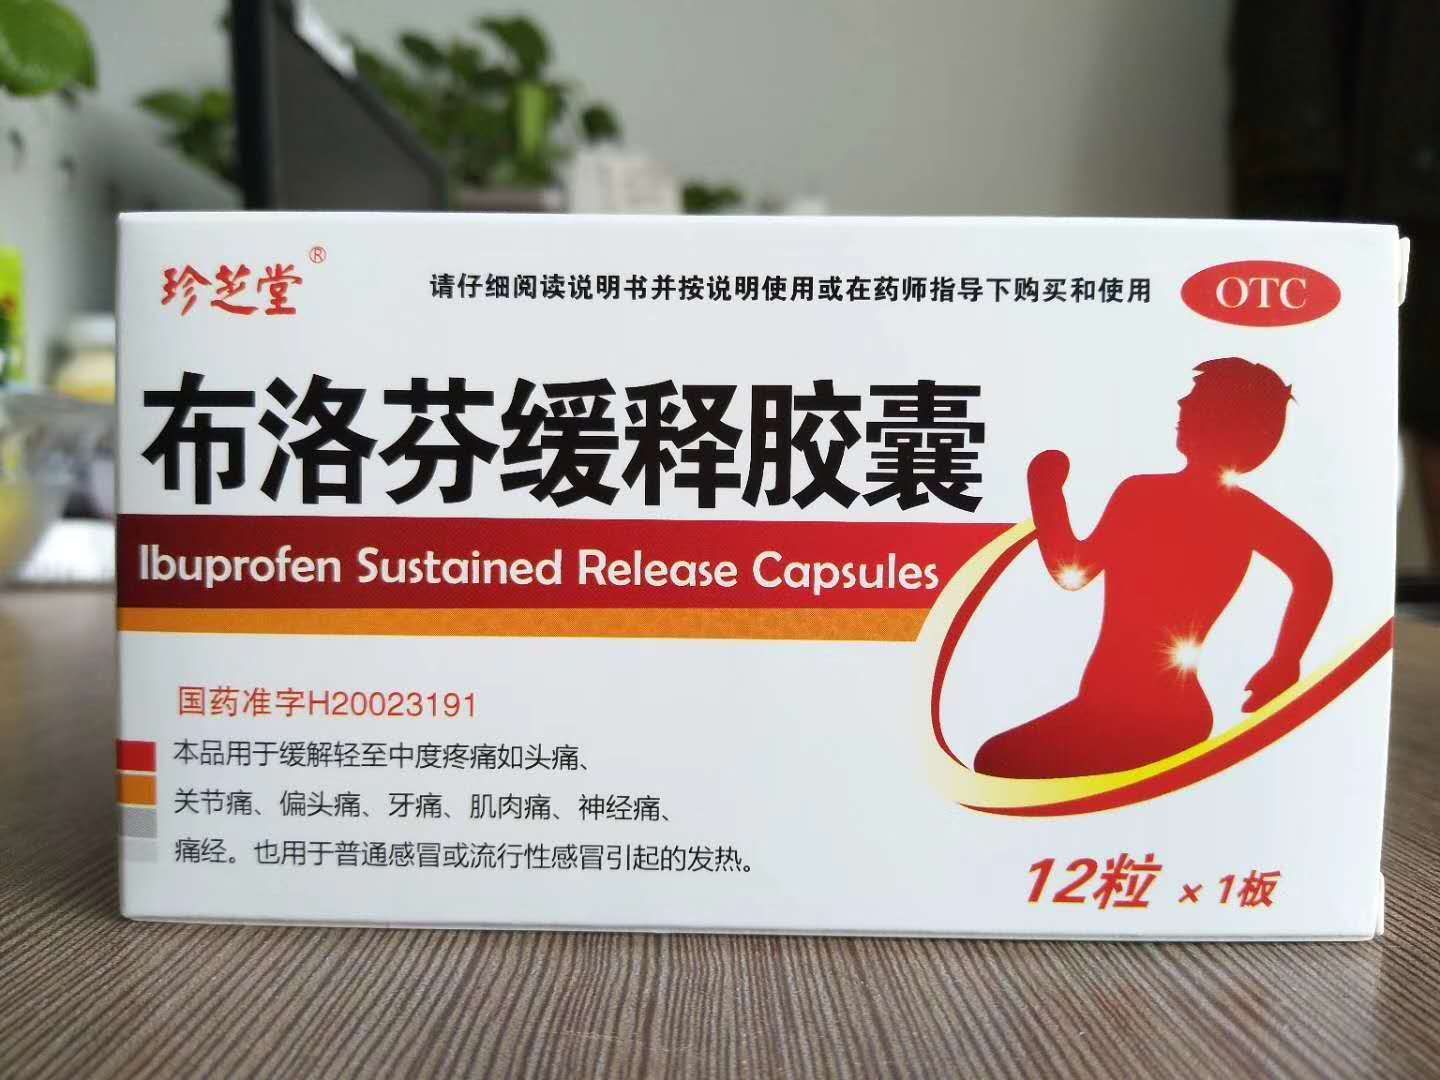 珍芝堂®
请仔细阅读说明书并按说明使用或在药师指导下购买和使用
OTC
布洛芬缓释胶囊
Ibuprofen Sustained Release Capsules
国药准字H20023191
本品用于缓解轻至中度疼痛如头痛、
关节痛、偏头痛、牙痛、肌肉痛、神经痛、
痛经。也用于普通感冒或流行性感冒引起的发热。
12粒 × 1板